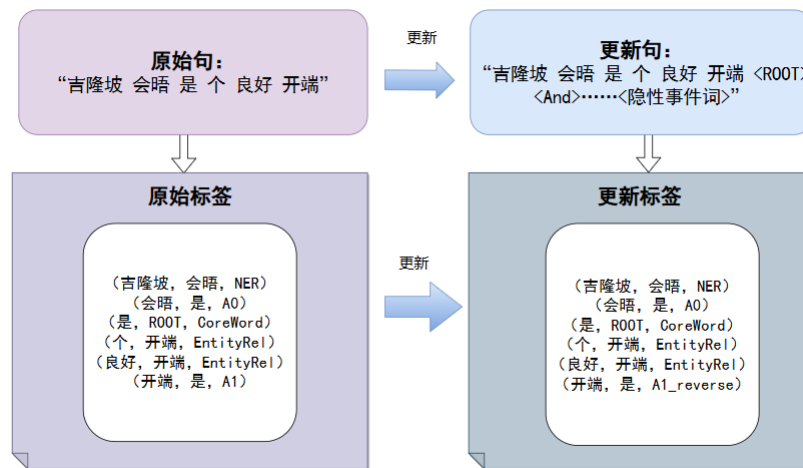 原始句：
“吉隆坡 会晤 是 个 良好 开端”
更新
更新句：
“吉隆坡 会晤 是 个 良好 开端 <ROOT>
<And>……<隐性事件词>”
原始标签
（吉隆坡，会晤，NER）
（会晤，是，A0）
（是，ROOT，CoreWord）
（个，开端，EntityRel）
（良好，开端，EntityRel）
（开端，是，A1）
更新
更新标签
（吉隆坡，会晤，NER）
（会晤，是，A0）
（是，ROOT，CoreWord）
（个，开端，EntityRel）
（良好，开端，EntityRel）
（开端，是，A1_reverse）